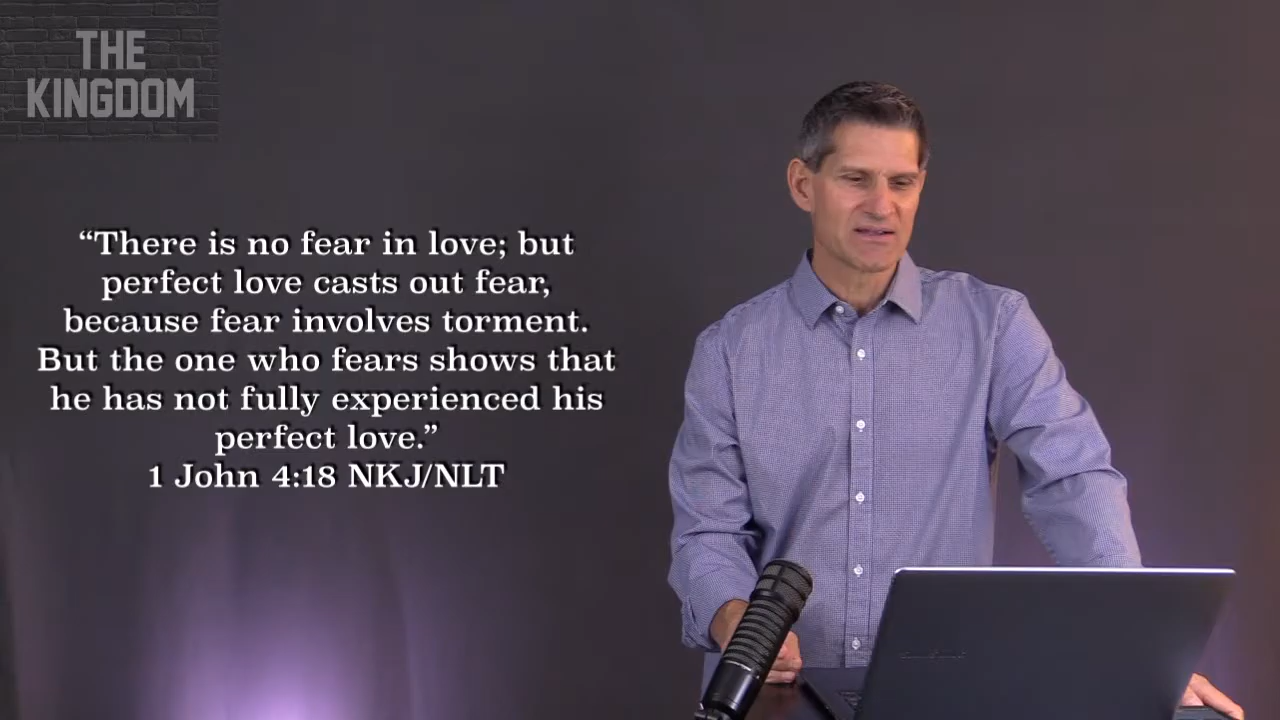 THE
KINGDOM
“There is no fear in love; but
perfect love casts out fear,
because fear involves torment.
But the one who fears shows that
he has not fully experienced his
perfect love.”
1 John 4:18 NKJ/NLT